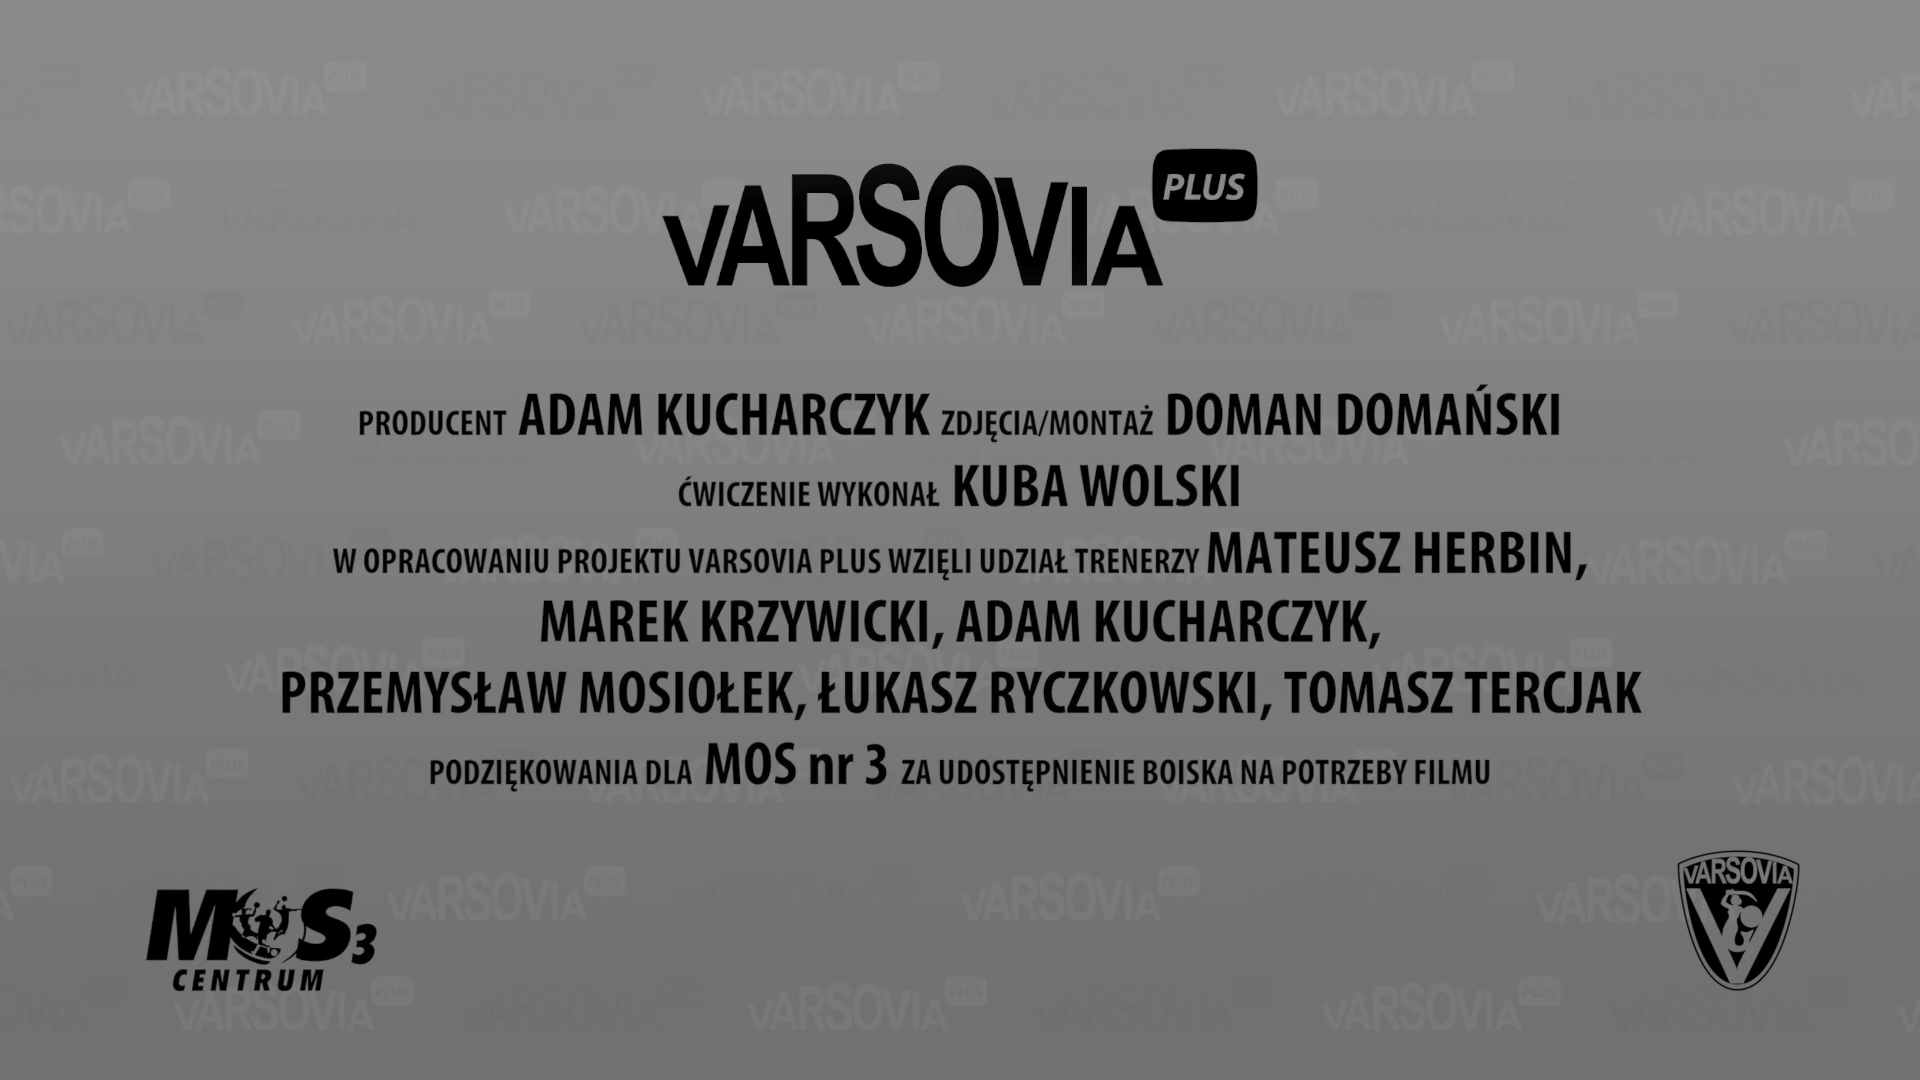 VARSOVIA PLUS
PRODUCENT ADAM KUCHARCZYK ZDJĘCIA/MONTAŻ DOMAN DOMAŃSKI
ĆWICZENIE WYKONAŁ KUBA WOLSKI
W OPRACOWANIU PROJEKTU VARSOVIA PLUS WZIĘLI UDZIAŁ TRENERZY MATEUSZ HERBIN,
MAREK KRZYWICKI, ADAM KUCHARCZYK,
PRZEMYSŁAW MOSIOŁEK, ŁUKASZ RYCZKOWSKI, TOMASZ TERCJAK
PODZIĘKOWANIA DLA MOS nr 3 ZA UDOSTĘPNIENIE BOISKA NA POTRZEBY FILMU
MOS 3
CENTRUM
VARSOVIA